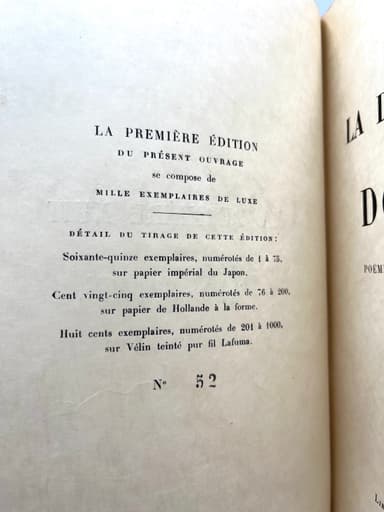 LA PREMIÈRE ÉDITION
DU PRÉSENT OUVRAGE
se compose de
MILLE EXEMPLAIRES DE LUXE
DÉTAIL DU TIRAGE DE CETTE ÉDITION :
Soixante-quinze exemplaires, numérotés de 1 à 75,
sur papier impérial du Japon.
Cent vingt-cinq exemplaires, numérotés de 76 à 200,
sur papier de Hollande à la forme.
Huit cents exemplaires, numérotés de 201 à 1000,
sur Vélin teinté pur fil Lafuma.
Nº 52
LA